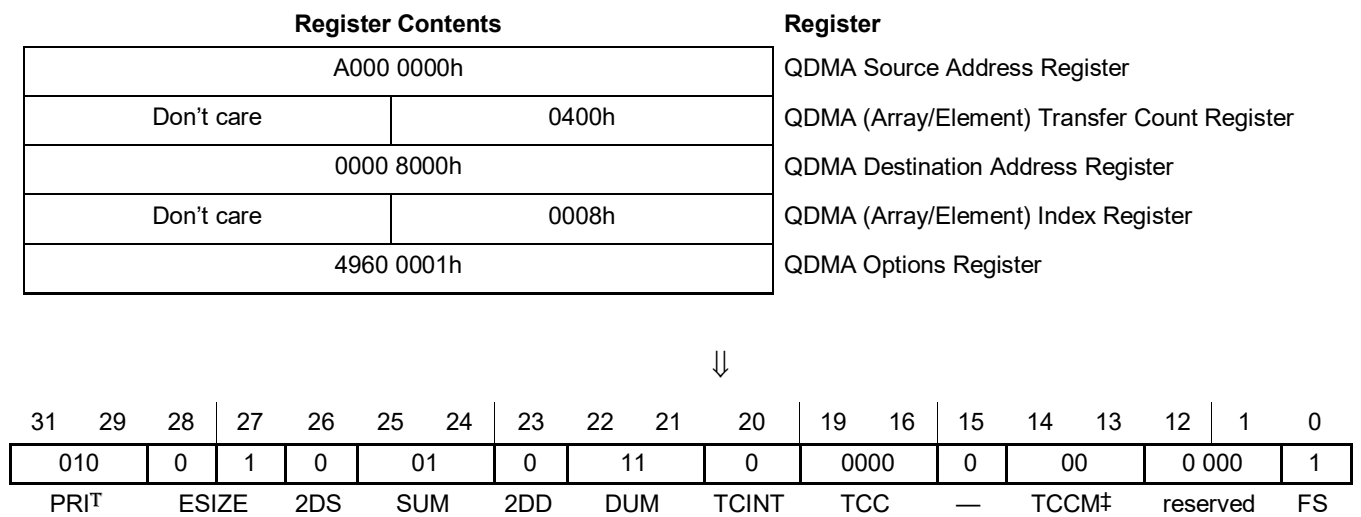 Register Contents Register
A000 0000h QDMA Source Address Register
Don't care 0400h QDMA (Array/Element) Transfer Count Register
0000 8000h QDMA Destination Address Register
Don't care 0008h QDMA (Array/Element) Index Register
4960 0001h QDMA Options Register
⇓
31 29 28 27 26 25 24 23 22 21 20 19 16 15 14 13 12 1 0
010 0 1 0 01 0 11 0 0000 0 00 0 000 1
PRIT ESIZE 2DS SUM 2DD DUM TCINT TCC — TCCM‡ reserved FS